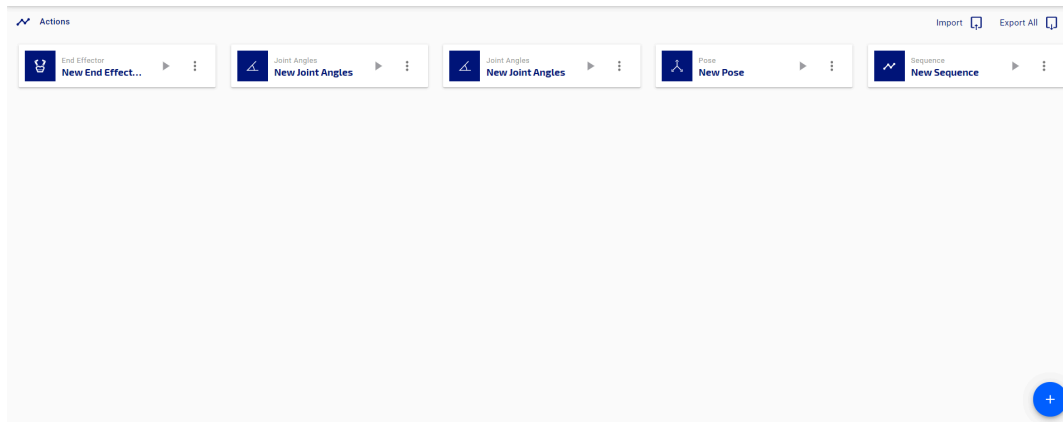 Actions
Import
Export All
End Effector
New End Effect...
Joint Angles
New Joint Angles
Joint Angles
New Joint Angles
Pose
New Pose
Sequence
New Sequence